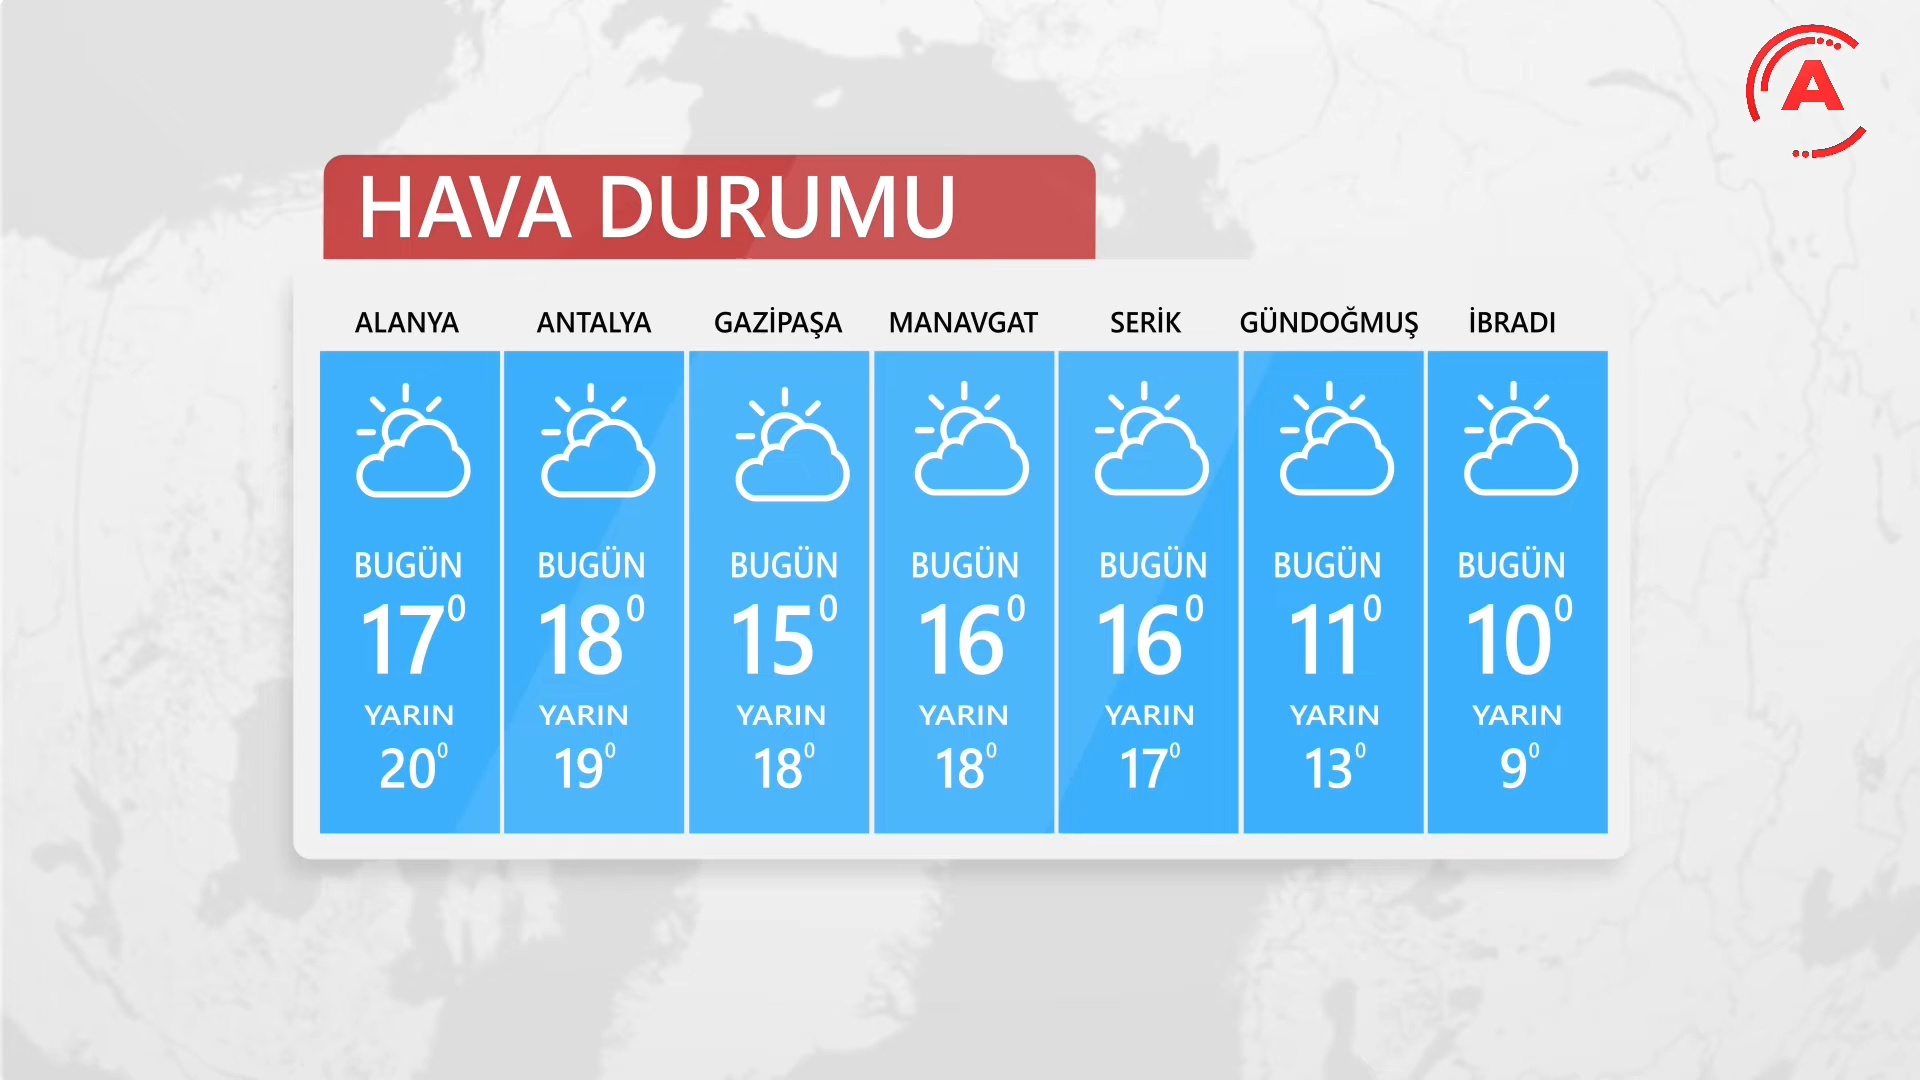 A
HAVA DURUMU
ALANYA ANTALYA GAZİPAŞA MANAVGAT SERİK GÜNDOĞMUŞ İBRADI
BUGÜN BUGÜN BUGÜN BUGÜN BUGÜN BUGÜN BUGÜN
17⁰ 18⁰ 15⁰ 16⁰ 16⁰ 11⁰ 10⁰
YARIN YARIN YARIN YARIN YARIN YARIN YARIN
20⁰ 19⁰ 18⁰ 18⁰ 17⁰ 13⁰ 9⁰